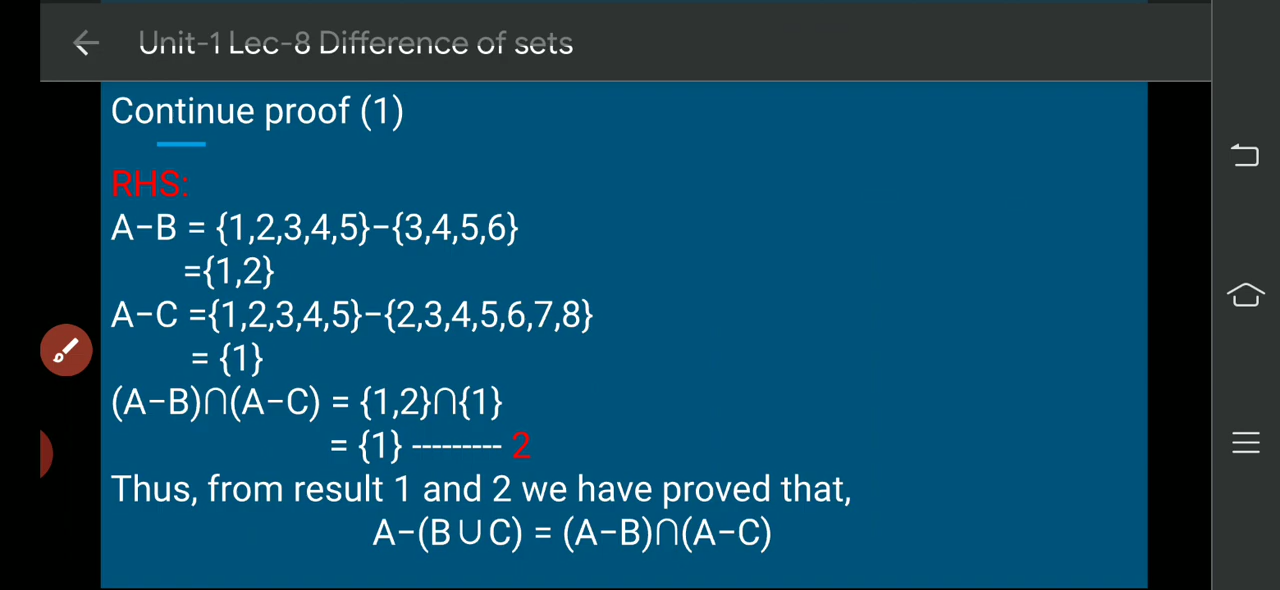 Unit-1 Lec-8 Difference of sets
Continue proof (1)
RHS:
A−B = {1,2,3,4,5}−{3,4,5,6}
={1,2}
A−C ={1,2,3,4,5}−{2,3,4,5,6,7,8}
= {1}
(A−B)∩(A−C) = {1,2}∩{1}
= {1} --------- 2
Thus, from result 1 and 2 we have proved that,
A−(B∪C) = (A−B)∩(A−C)